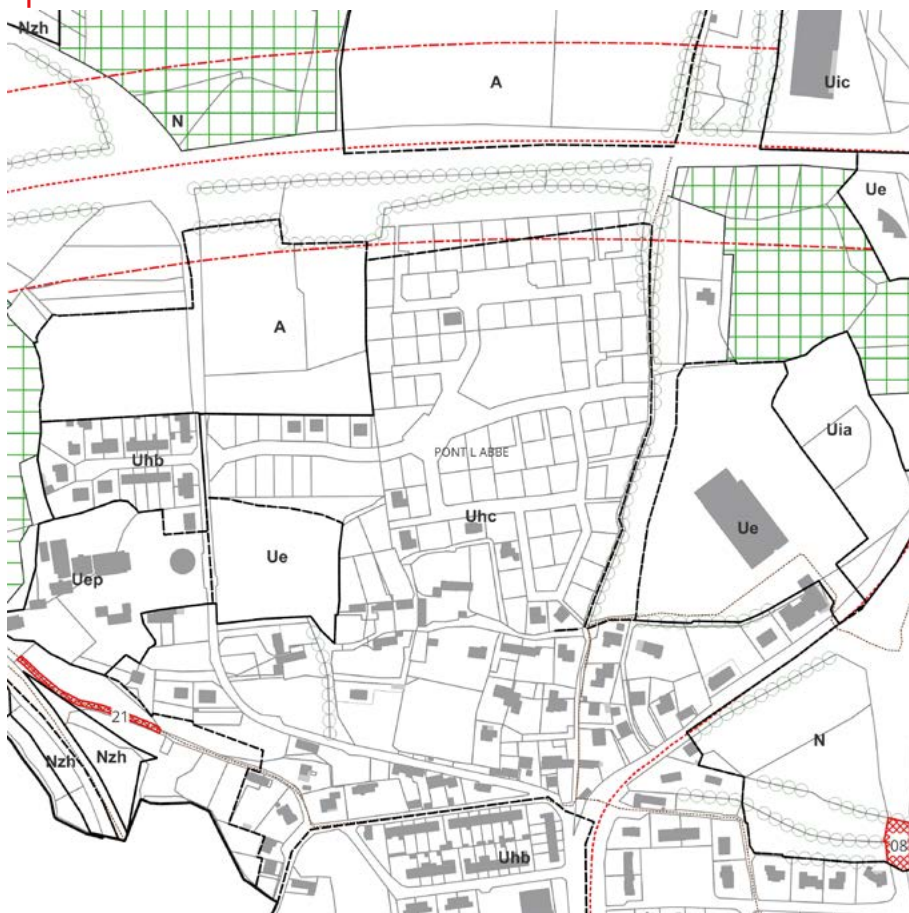 Nzh
A
Uic
N
Ue
A
Uia
PONT L ABBE
Uhb
Uhc
Ue
Ue
Uep
21
N
Nzh
Nzh
08
Uhb